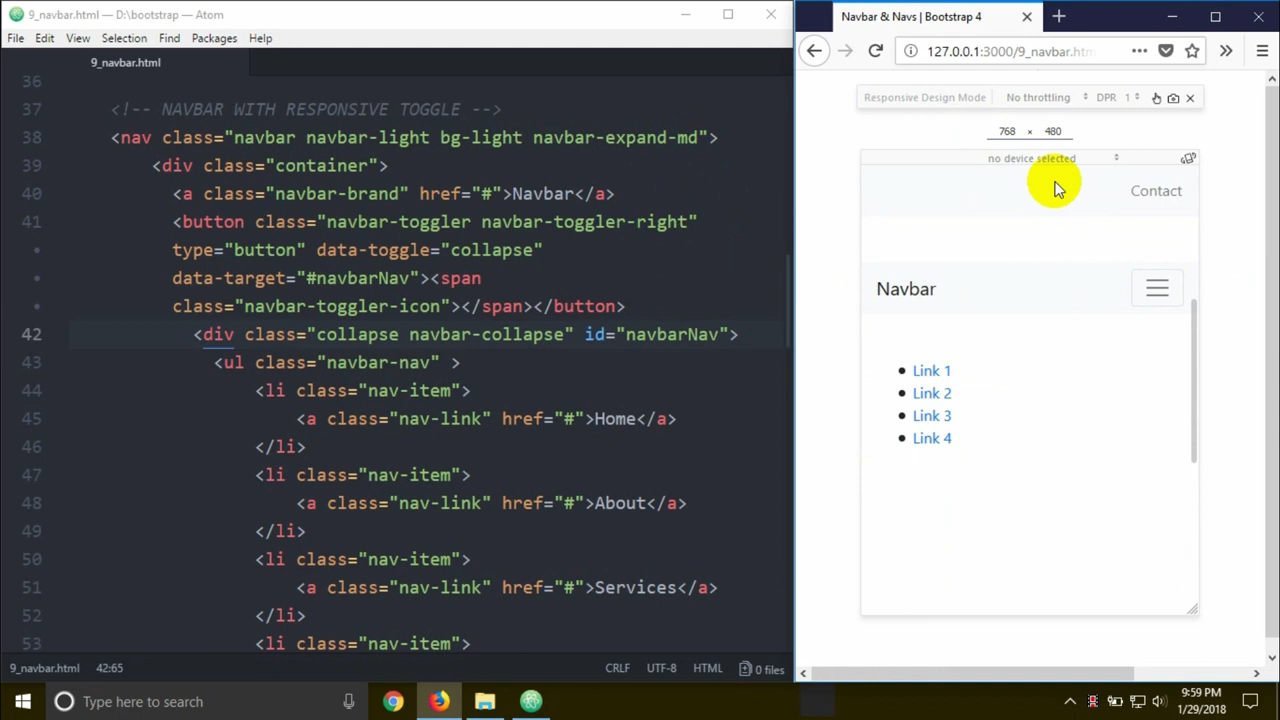 9_navbar.html — D:\bootstrap — Atom
File Edit View Selection Find Packages Help
9_navbar.html
36
37 <!-- NAVBAR WITH RESPONSIVE TOGGLE -->
38 <nav class="navbar navbar-light bg-light navbar-expand-md">
39 <div class="container">
40 <a class="navbar-brand" href="#">Navbar</a>
41 <button class="navbar-toggler navbar-toggler-right"
• type="button" data-toggle="collapse"
• data-target="#navbarNav"><span
• class="navbar-toggler-icon"></span></button>
42 <div class="collapse navbar-collapse" id="navbarNav">
43 <ul class="navbar-nav" >
44 <li class="nav-item">
45 <a class="nav-link" href="#">Home</a>
46 </li>
47 <li class="nav-item">
48 <a class="nav-link" href="#">About</a>
49 </li>
50 <li class="nav-item">
51 <a class="nav-link" href="#">Services</a>
52 </li>
53 <li class="nav-item">
9_navbar.html 42:65 CRLF UTF-8 HTML 0 files
Navbar & Navs | Bootstrap 4
127.0.0.1:3000/9_navbar.htm
Responsive Design Mode No throttling DPR 1
768 × 480
no device selected
Contact
Navbar
• Link 1
• Link 2
• Link 3
• Link 4
Type here to search
9:59 PM
1/29/2018